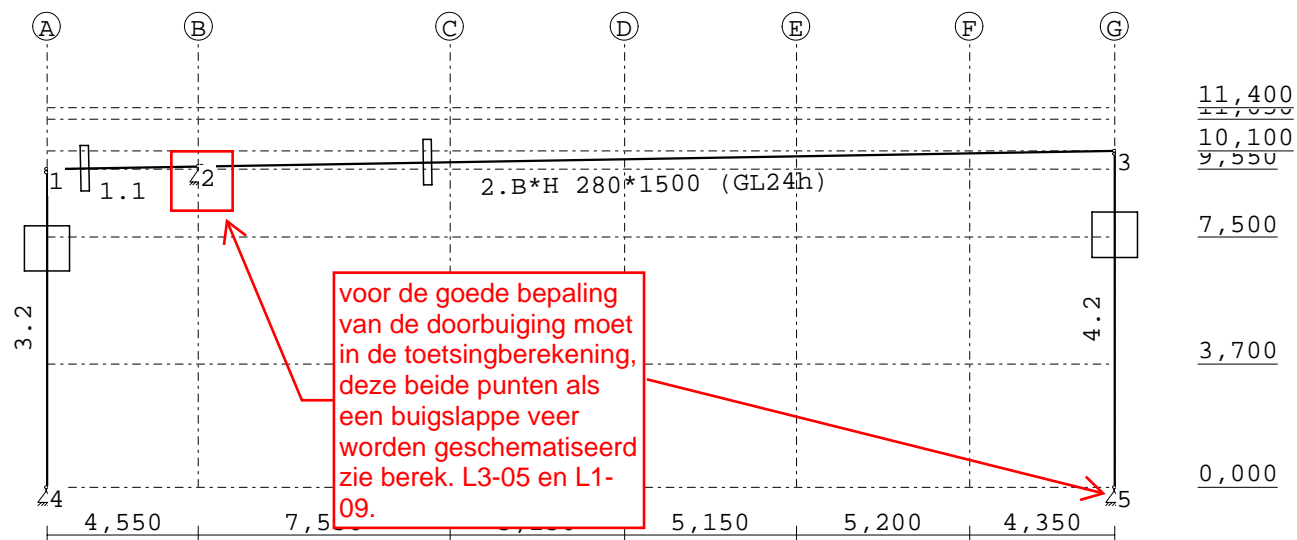 A B C D E F G
11,400
10,100
9,550
1 1.1 2 2.B*H 280*1500 (GL24h) 3
7,500
voor de goede bepaling
van de doorbuiging moet
in de toetsingberekening,
deze beide punten als
een buigslappe veer
worden geschematiseerd
zie berek. L3-05 en L1-
09.
3.2
4.2
3,700
0,000
4 5
4,550 5,150 5,200 4,350